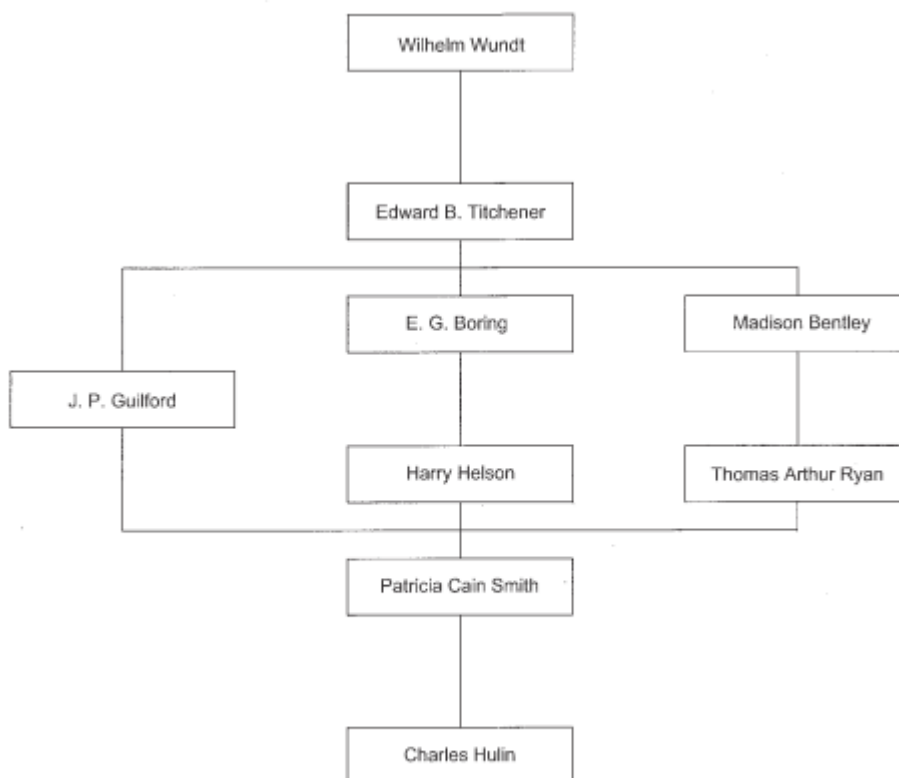 Wilhelm Wundt
Edward B. Titchener
E. G. Boring
Madison Bentley
J. P. Guilford
Harry Helson
Thomas Arthur Ryan
Patricia Cain Smith
Charles Hulin